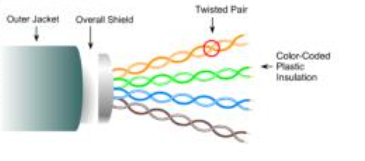 Twisted Pair
Outer Jacket
Overall Shield
Color-Coded
Plastic
Insulation